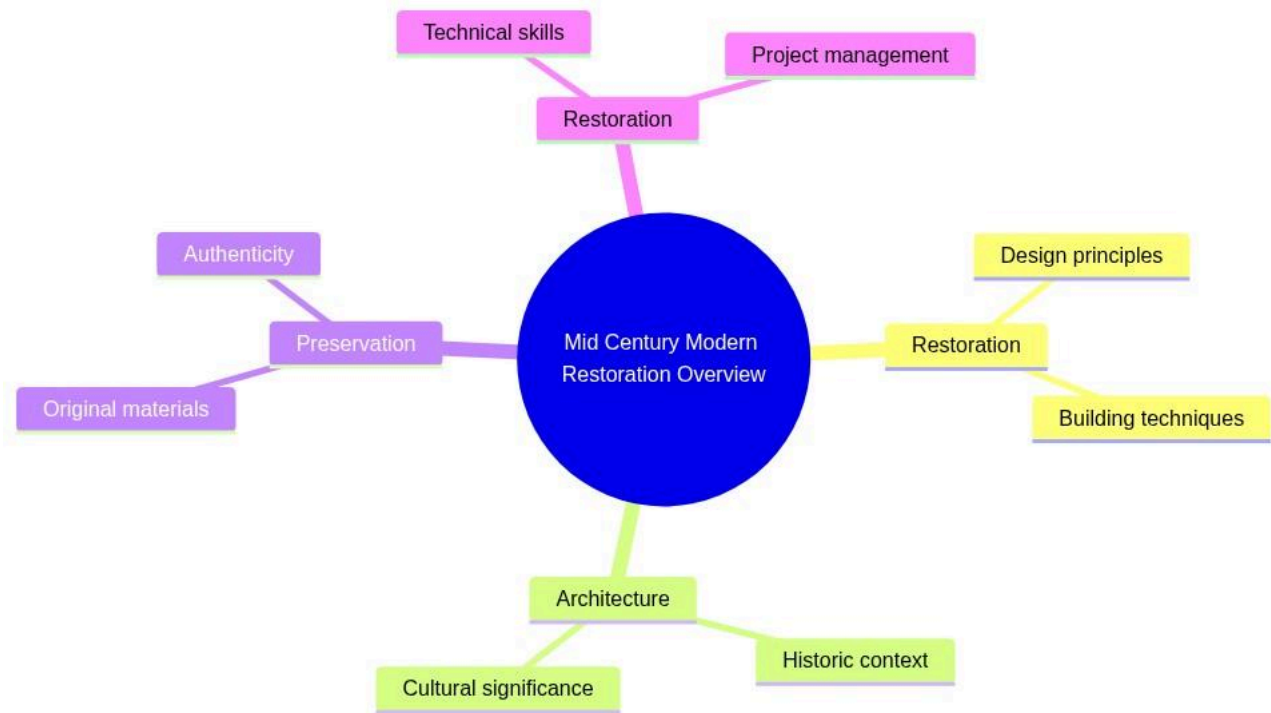 Technical skills
Project management
Restoration
Authenticity
Design principles
Preservation
Mid Century Modern
Restoration Overview
Restoration
Original materials
Building techniques
Architecture
Historic context
Cultural significance